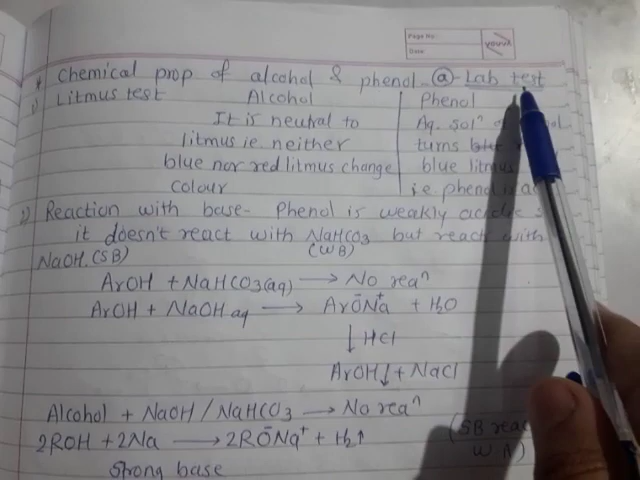 Page No.
Date
YOUVA
* Chemical prop of alcohol & phenol - ⓐ Lab test
1) Litmus test Alcohol Phenol
It is neutral to Aq. solⁿ
litmus ie. neither turns
blue nor red litmus change blue
colour i.e. phenol is
2) Reaction with base - Phenol is weakly acidic
it doesn't react with NaHCO3 but react with
NaOH. (SB) (WB)
ArOH + NaHCO3(aq) → No reaⁿ
ArOH + NaOH aq → ArO⁻Na⁺ + H2O
↓ HCl
ArOH↓ + NaCl
Alcohol + NaOH / NaHCO3 → No reaⁿ
2ROH + 2Na → 2RO⁻Na⁺ + H2↑ (SB
Strong base WA)